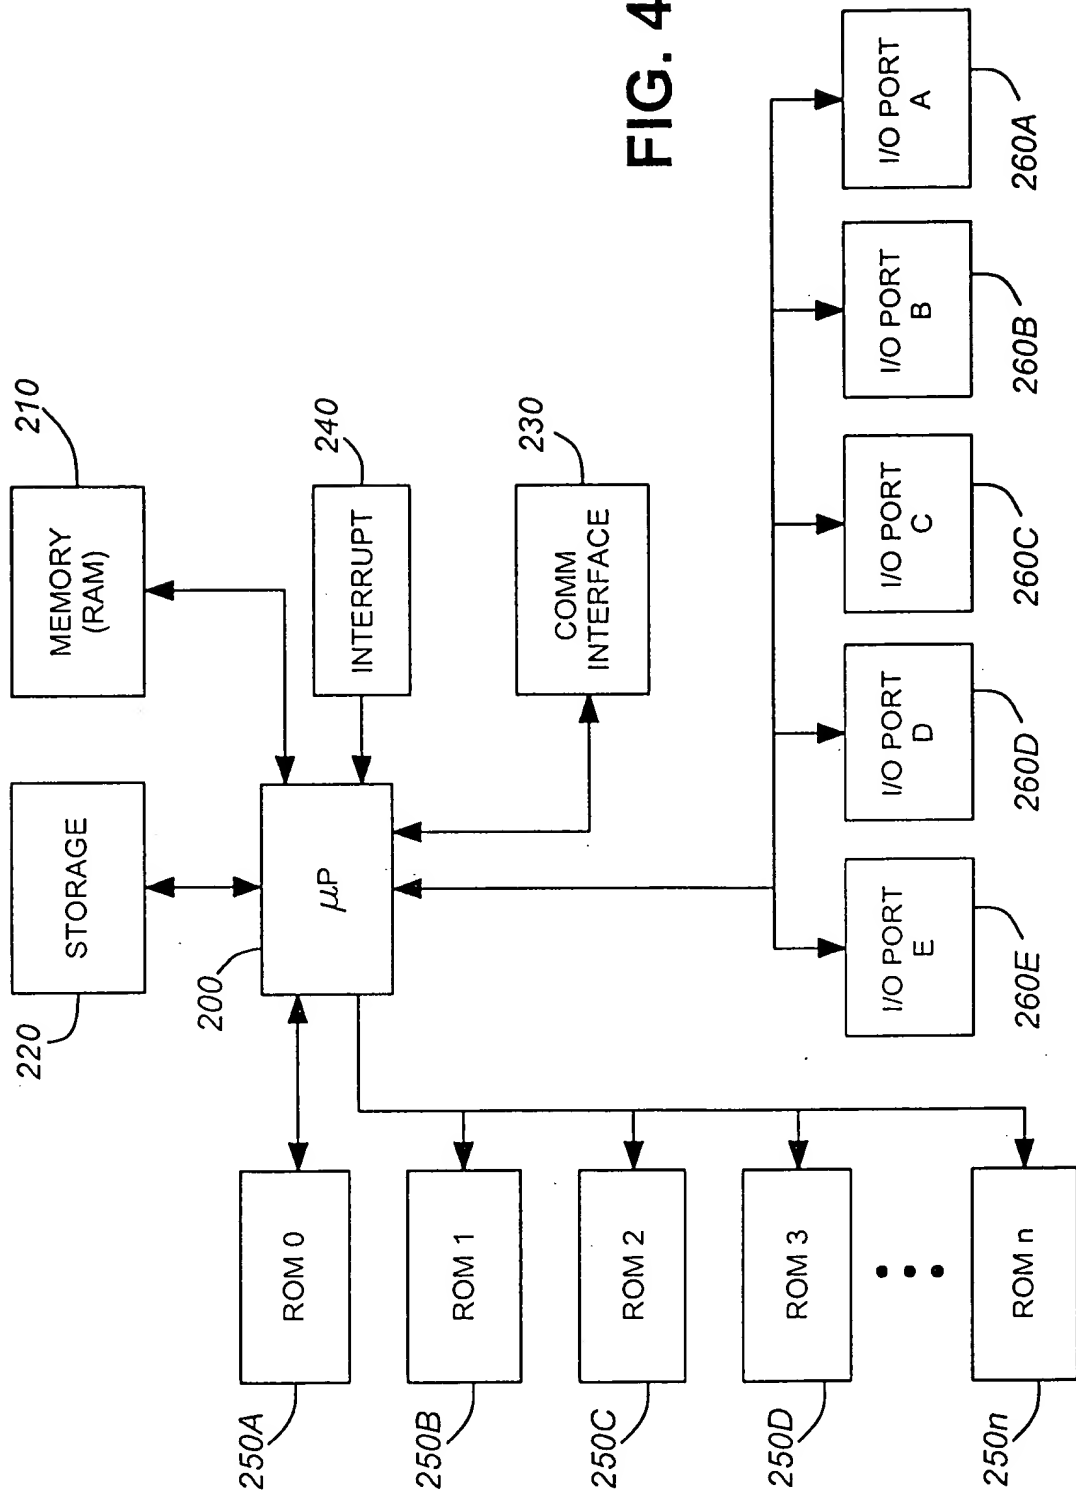 FIG. 4
220
STORAGE
210
MEMORY
(RAM)
200
μP
240
INTERRUPT
230
COMM
INTERFACE
250A
ROM 0
250B
ROM 1
250C
ROM 2
250D
ROM 3
250n
ROM n
I/O PORT
E
260E
I/O PORT
D
260D
I/O PORT
C
260C
I/O PORT
B
260B
I/O PORT
A
260A